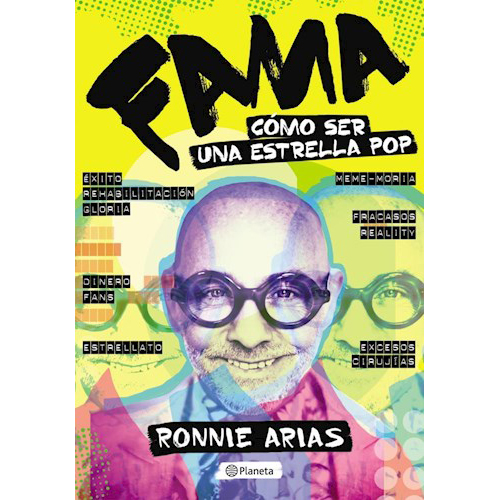 FAMA
CÓMO SER
UNA ESTRELLA POP
ÉXITO
REHABILITACIÓN
GLORIA
DINERO
FANS
ESTRELLATO
MEME-MORIA
FRACASOS
REALITY
EXCESOS
CIRUJÍAS
RONNIE ARIAS
Planeta